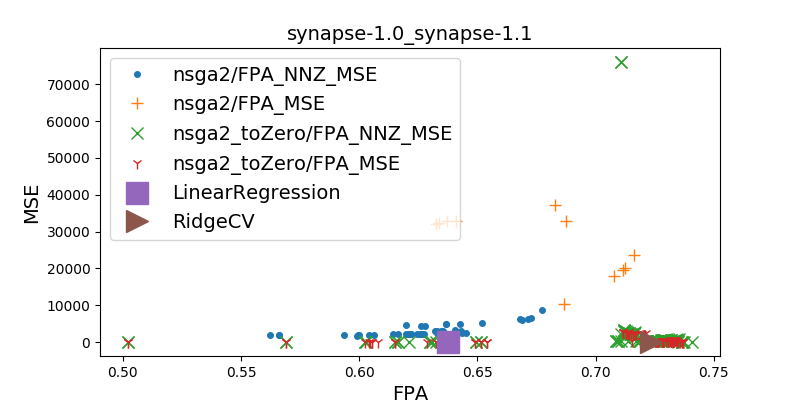 synapse-1.0_synapse-1.1
nsga2/FPA_NNZ_MSE
nsga2/FPA_MSE
nsga2_toZero/FPA_NNZ_MSE
nsga2_toZero/FPA_MSE
LinearRegression
RidgeCV
MSE
70000
60000
50000
40000
30000
20000
10000
0
0.50 0.55 0.60 0.65 0.70 0.75
FPA